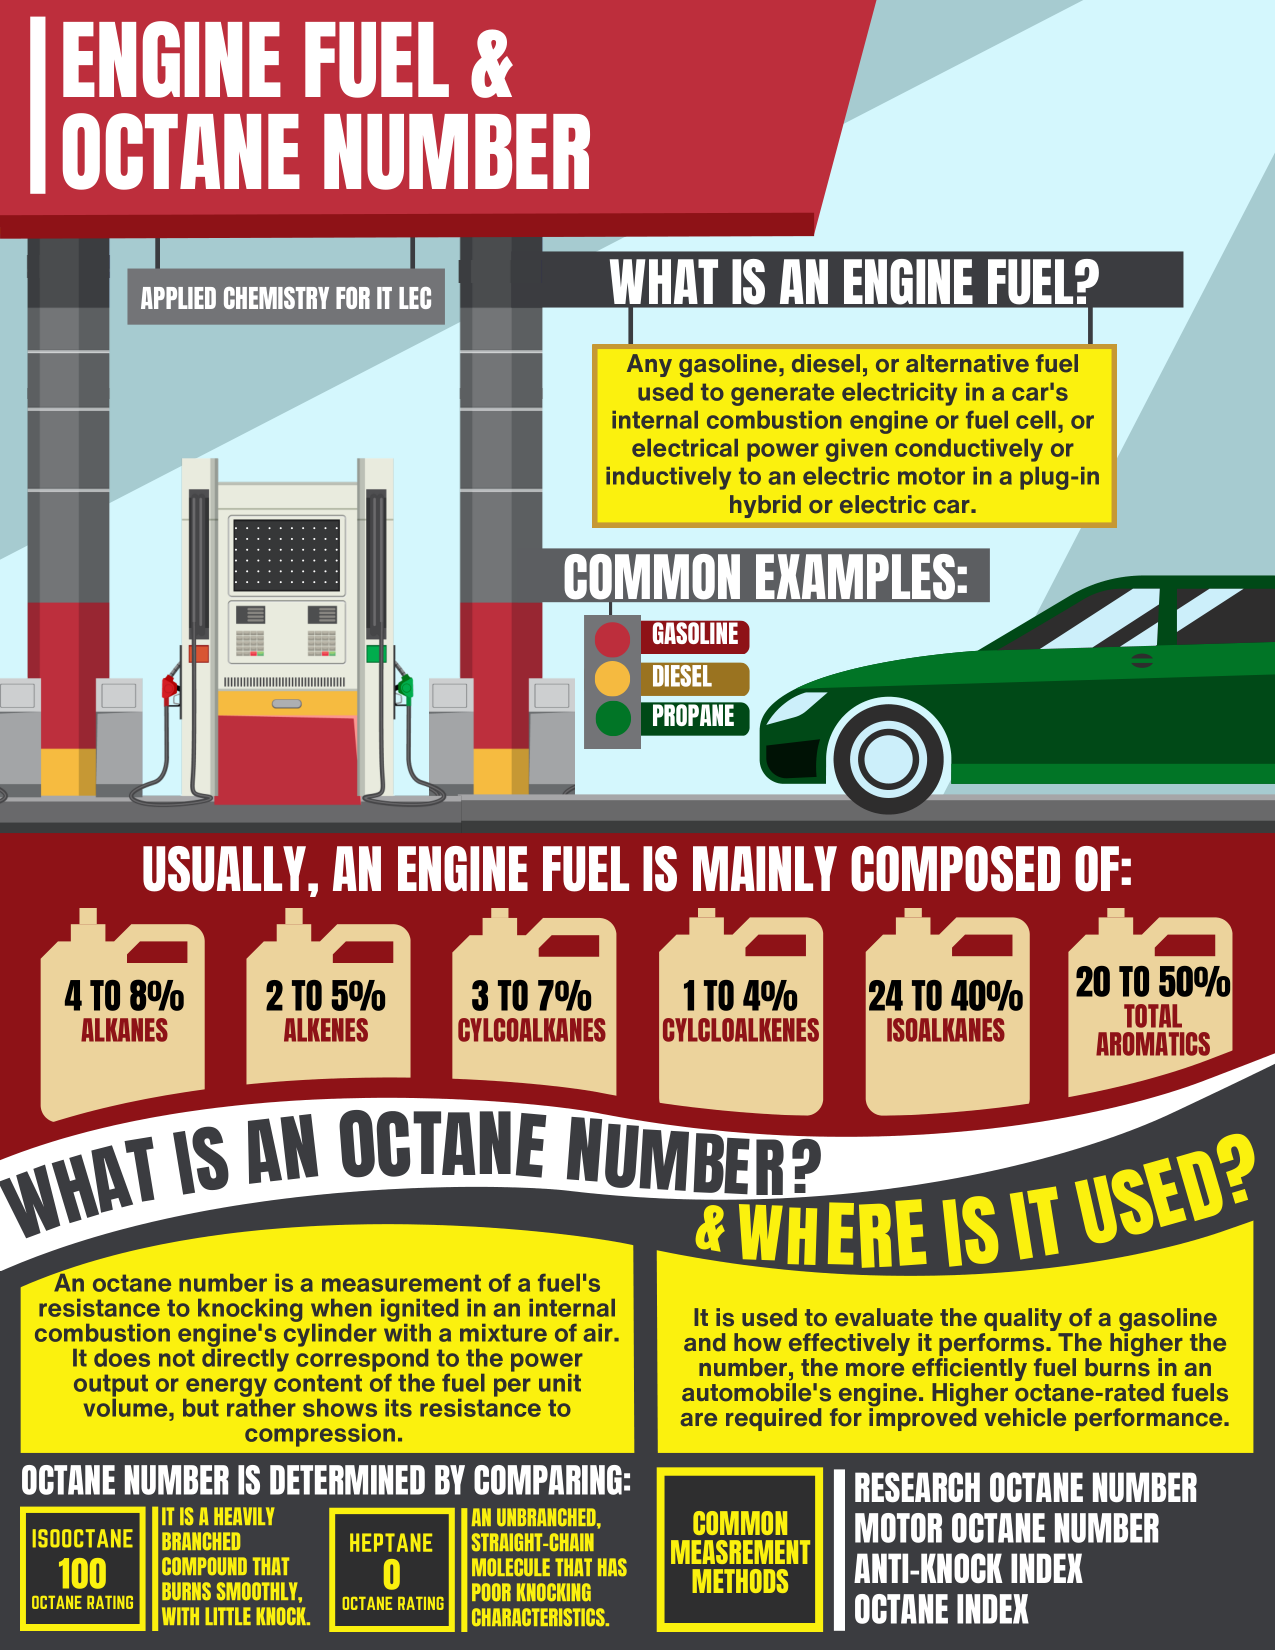 ENGINE FUEL &
OCTANE NUMBER
APPLIED CHEMISTRY FOR IT LEC
WHAT IS AN ENGINE FUEL?
Any gasoline, diesel, or alternative fuel
used to generate electricity in a car's
internal combustion engine or fuel cell, or
electrical power given conductively or
inductively to an electric motor in a plug-in
hybrid or electric car.
COMMON EXAMPLES:
GASOLINE
DIESEL
PROPANE
USUALLY, AN ENGINE FUEL IS MAINLY COMPOSED OF:
4 TO 8%
ALKANES
2 TO 5%
ALKENES
3 TO 7%
CYLCOALKANES
1 TO 4%
CYLCLOALKENES
24 TO 40%
ISOALKANES
20 TO 50%
TOTAL
AROMATICS
WHAT IS AN OCTANE NUMBER?
& WHERE IS IT USED?
An octane number is a measurement of a fuel's
resistance to knocking when ignited in an internal
combustion engine's cylinder with a mixture of air.
It does not directly correspond to the power
output or energy content of the fuel per unit
volume, but rather shows its resistance to
compression.
It is used to evaluate the quality of a gasoline
and how effectively it performs. The higher the
number, the more efficiently fuel burns in an
automobile's engine. Higher octane-rated fuels
are required for improved vehicle performance.
OCTANE NUMBER IS DETERMINED BY COMPARING:
ISOOCTANE
100
OCTANE RATING
IT IS A HEAVILY
BRANCHED
COMPOUND THAT
BURNS SMOOTHLY,
WITH LITTLE KNOCK.
HEPTANE
0
OCTANE RATING
AN UNBRANCHED,
STRAIGHT-CHAIN
MOLECULE THAT HAS
POOR KNOCKING
CHARACTERISTICS.
COMMON
MEASREMENT
METHODS
RESEARCH OCTANE NUMBER
MOTOR OCTANE NUMBER
ANTI-KNOCK INDEX
OCTANE INDEX